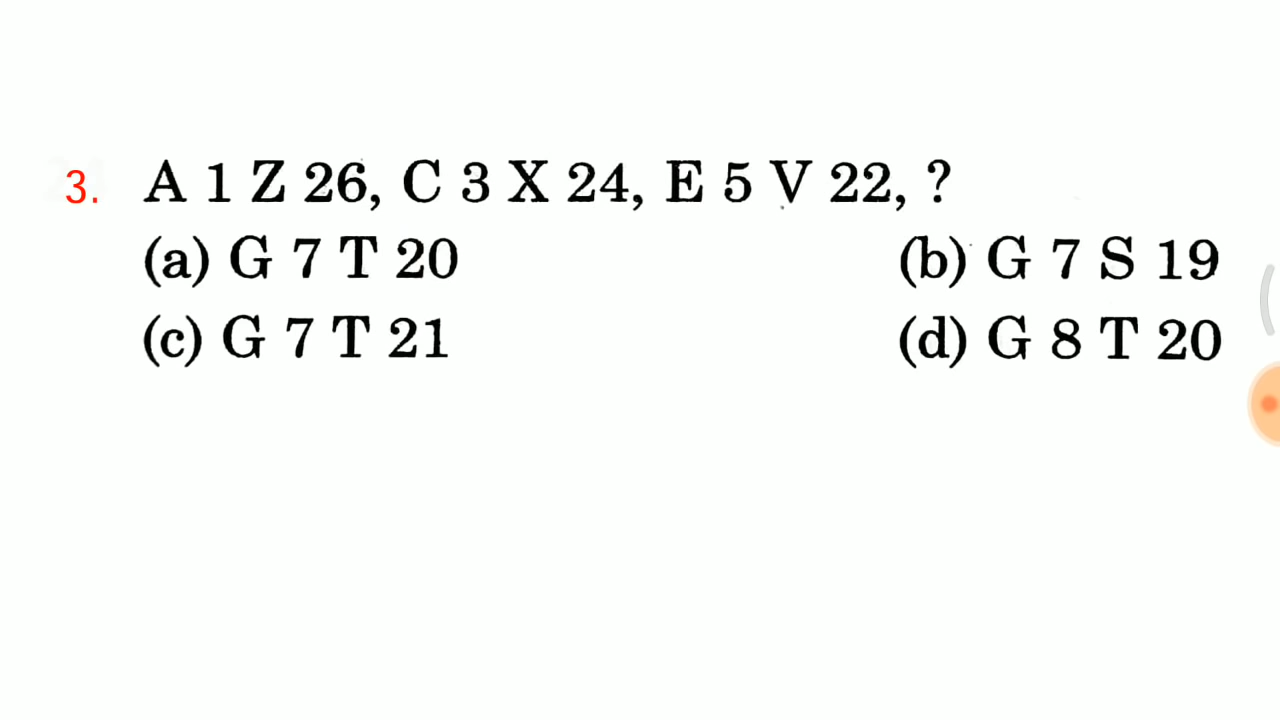 3. A 1 Z 26, C 3 X 24, E 5 V 22, ?
(a) G 7 T 20 (b) G 7 S 19
(c) G 7 T 21 (d) G 8 T 20